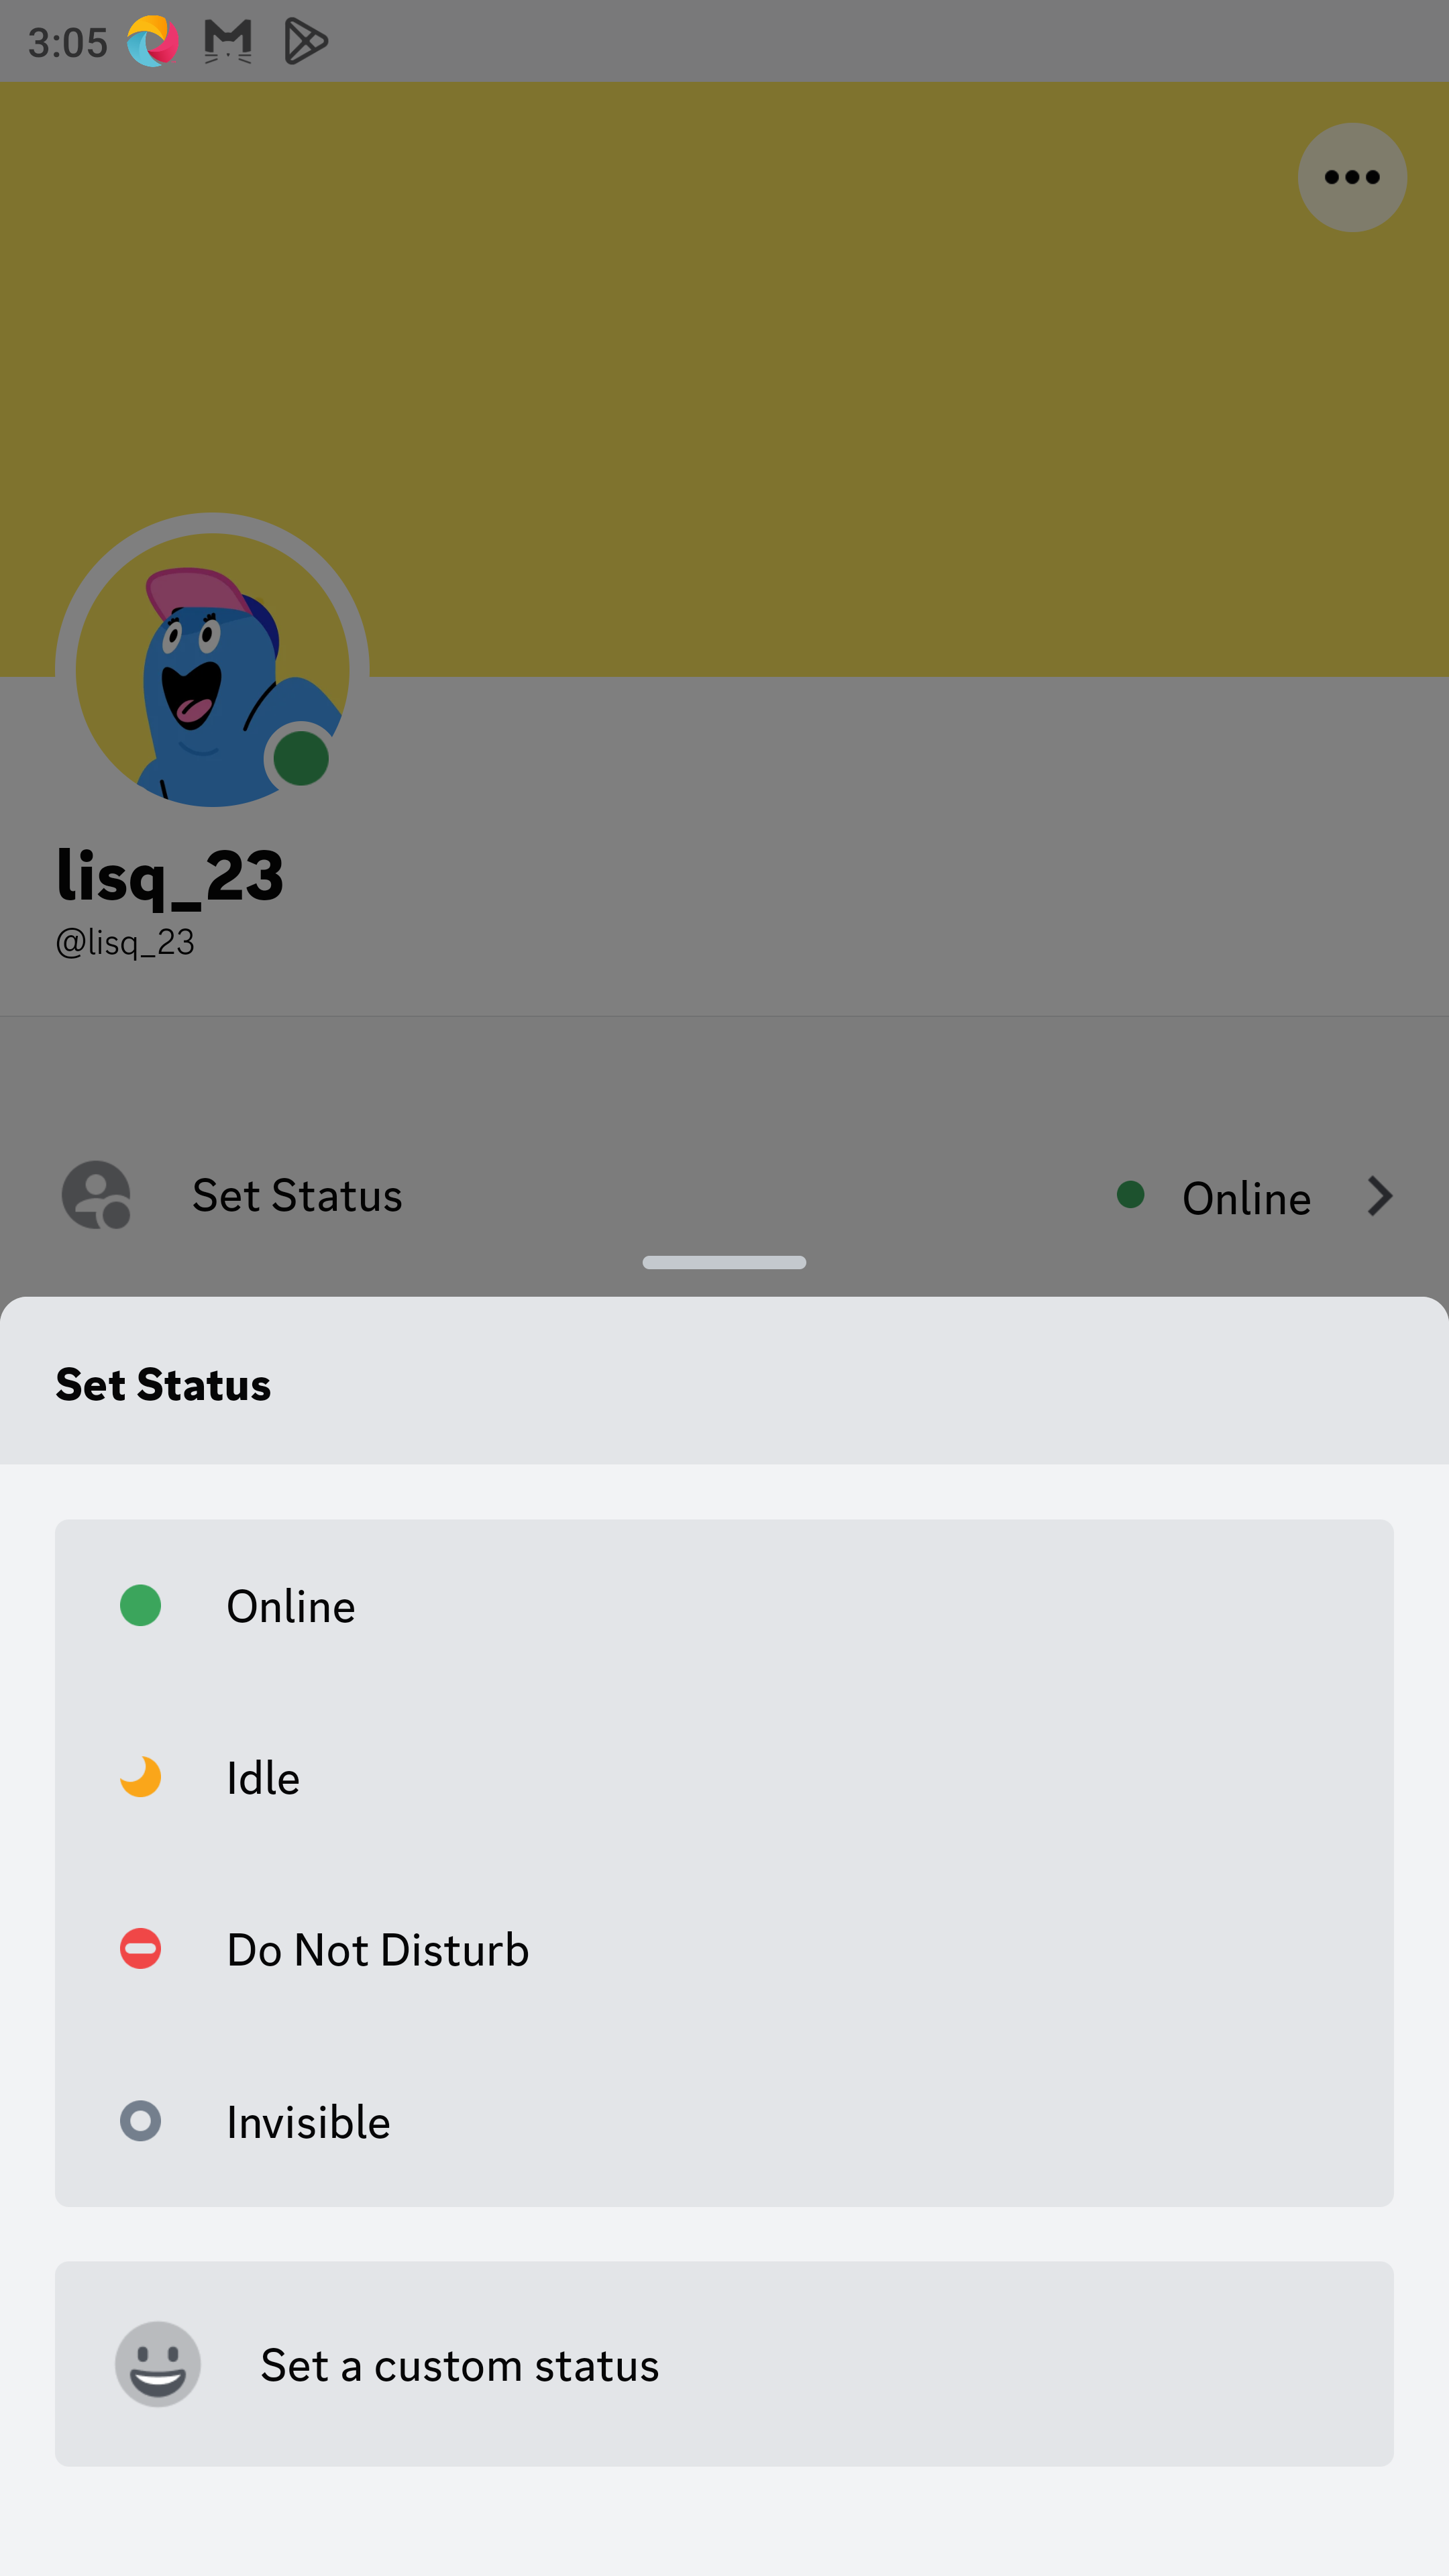 3:05
lisq_23
@lisq_23
Set Status
Online
Set Status
Online
Idle
Do Not Disturb
Invisible
Set a custom status